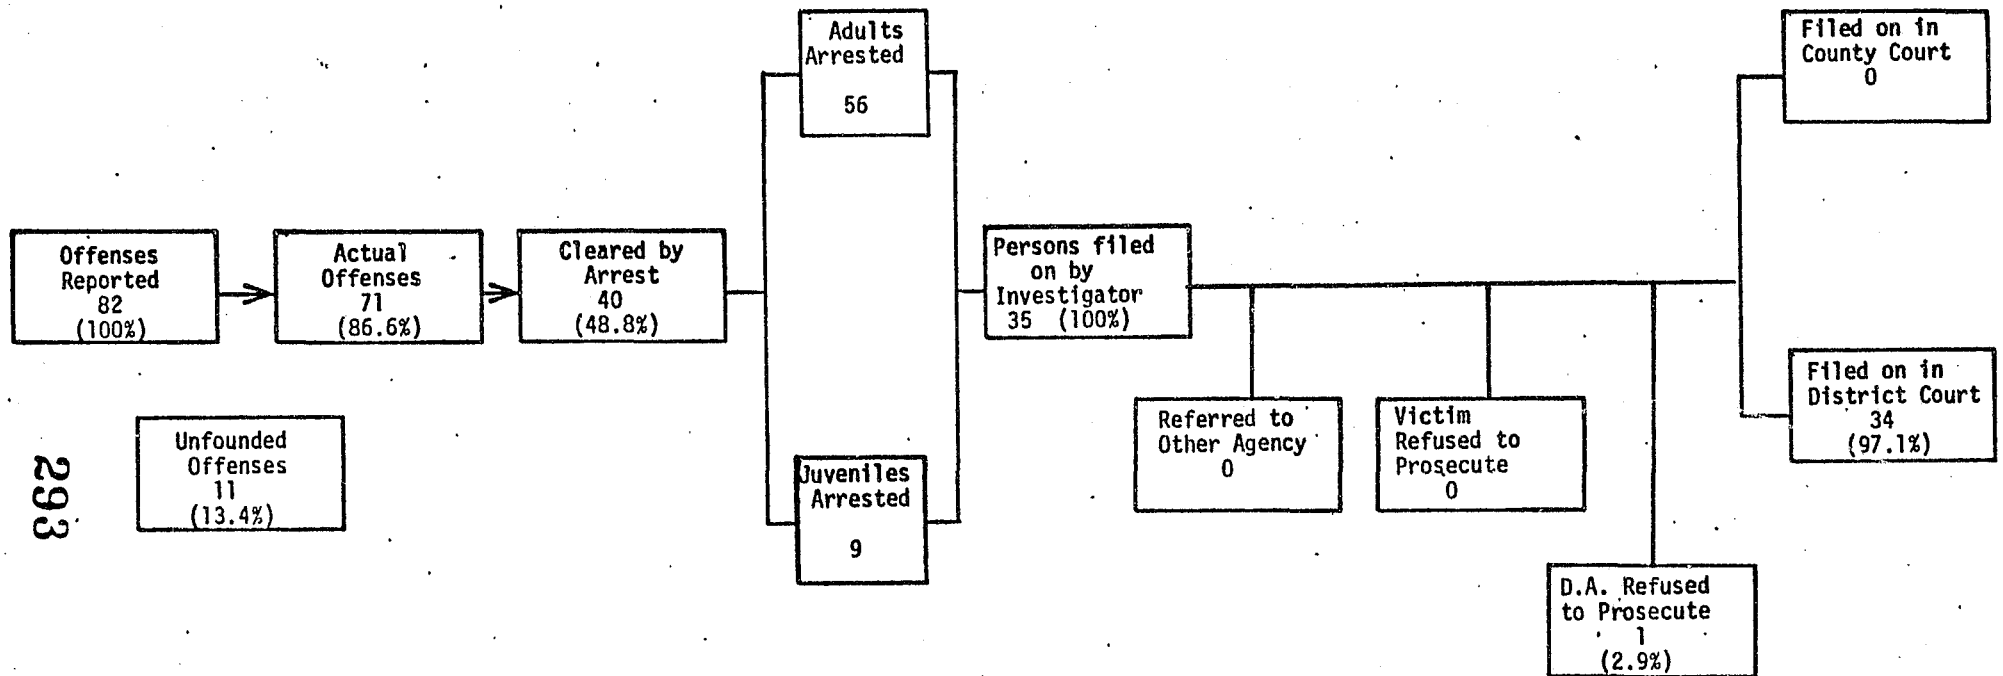 Offenses
Reported
82
(100%)
Actual
Offenses
71
(86.6%)
Cleared by
Arrest
40
(48.8%)
Unfounded
Offenses
11
(13.4%)
Adults
Arrested
56
Juveniles
Arrested
9
Persons filed
on by
Investigator
35 (100%)
Referred to
Other Agency
0
Victim
Refused to
Prosecute
0
D.A. Refused
to Prosecute
1
(2.9%)
Filed on in
County Court
0
Filed on in
District Court
34
(97.1%)
293